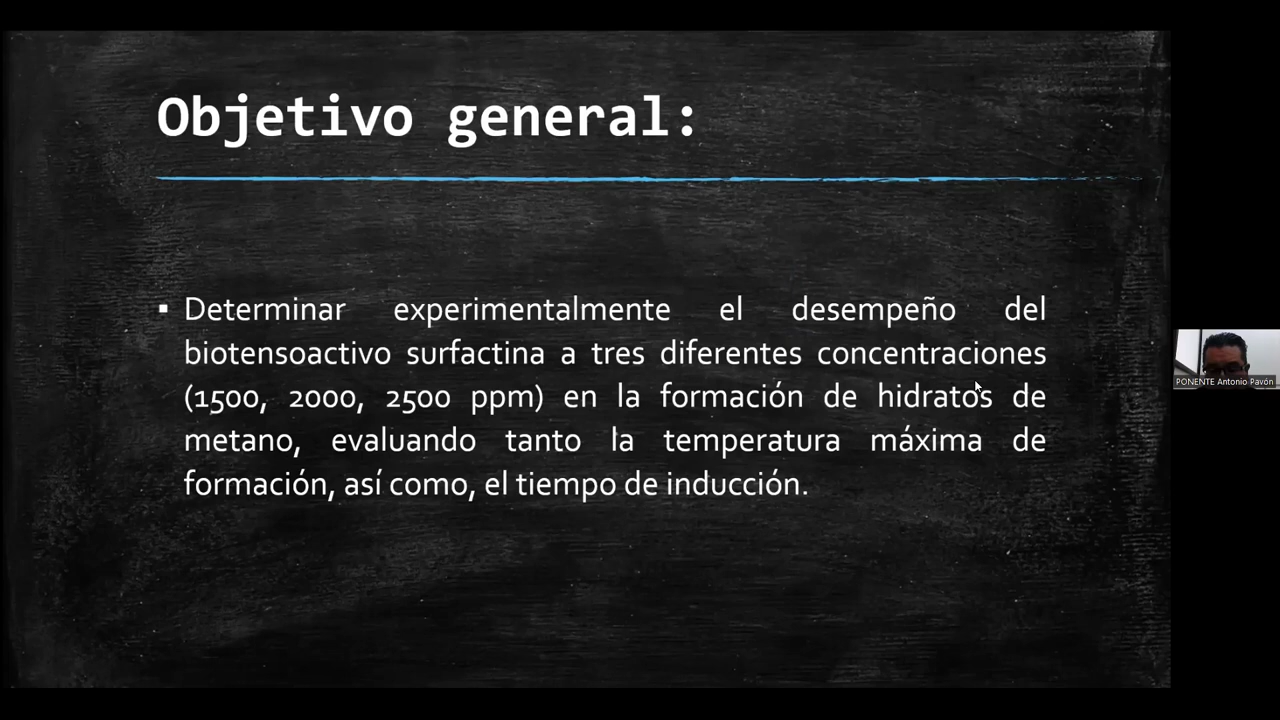 Objetivo general:
▪ Determinar experimentalmente el desempeño del
biotensoactivo surfactina a tres diferentes concentraciones
(1500, 2000, 2500 ppm) en la formación de hidratos de
metano, evaluando tanto la temperatura máxima de
formación, así como, el tiempo de inducción.
PONENTE Antonio Pavón